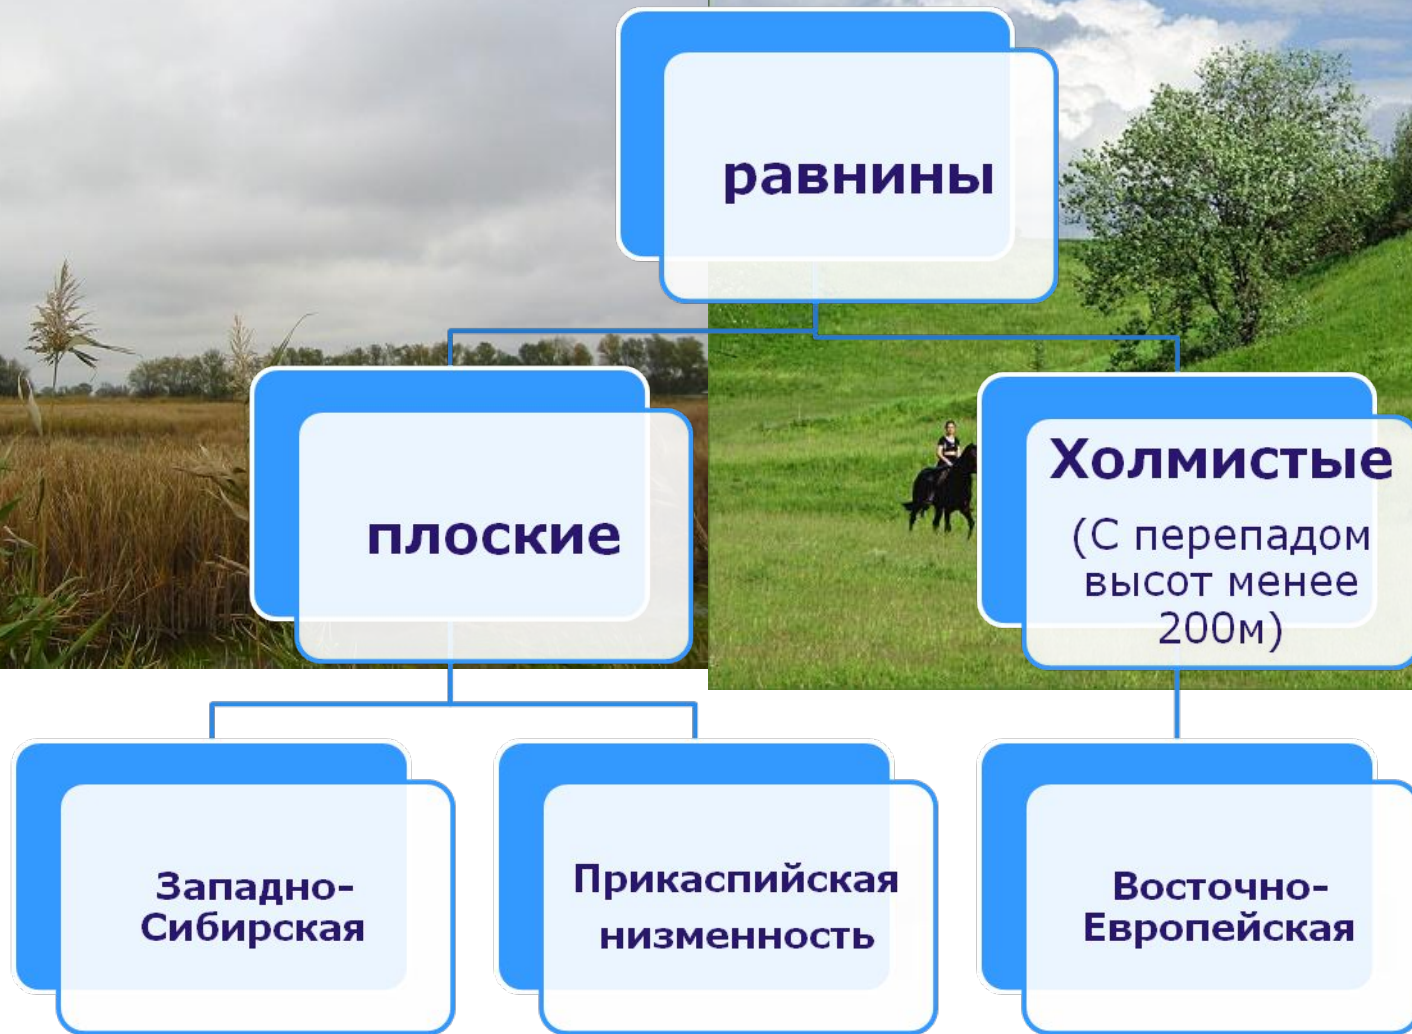 равнины
плоские
Холмистые
(С перепадом
высот менее
200м)
Западно-
Сибирская
Прикаспийская
низменность
Восточно-
Европейская